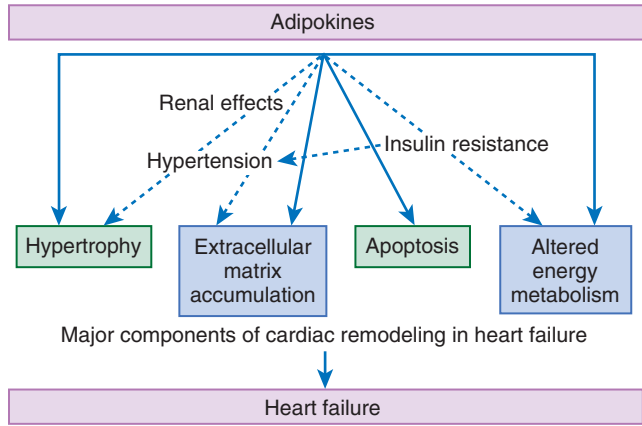 Adipokines
Renal effects
Insulin resistance
Hypertension
Hypertrophy
Extracellular
matrix
accumulation
Apoptosis
Altered
energy
metabolism
Major components of cardiac remodeling in heart failure
Heart failure